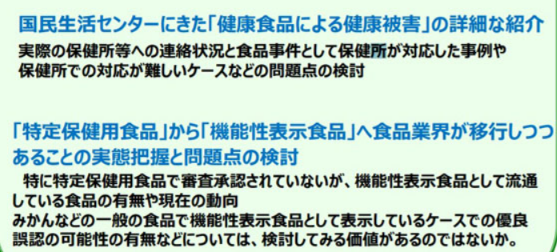 国民生活センターにきた「健康食品による健康被害」の詳細な紹介
実際の保健所等への連絡状況と食品事件として保健所が対応した事例や
保健所での対応が難しいケースなどの問題点の検討
「特定保健用食品」から「機能性表示食品」へ食品業界が移行しつつ
あることの実態把握と問題点の検討
特に特定保健用食品で審査承認されていないが、機能性表示食品として流通
している食品の有無や現在の動向
みかんなどの一般の食品で機能性表示食品として表示しているケースでの優良
誤認の可能性の有無などについては、検討してみる価値があるのではないか。